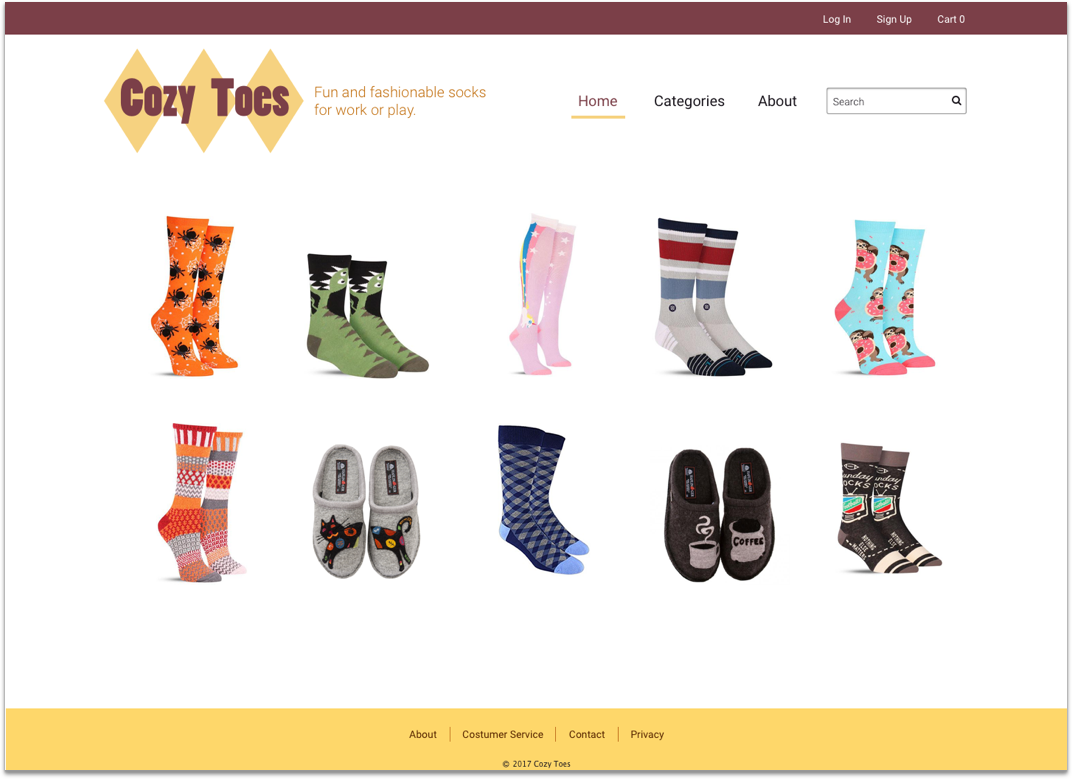 Log In Sign Up Cart 0
Cozy Toes
Fun and fashionable socks
for work or play.
Home Categories About Search
COFFEE
About Costumer Service Contact Privacy
© 2017 Cozy Toes